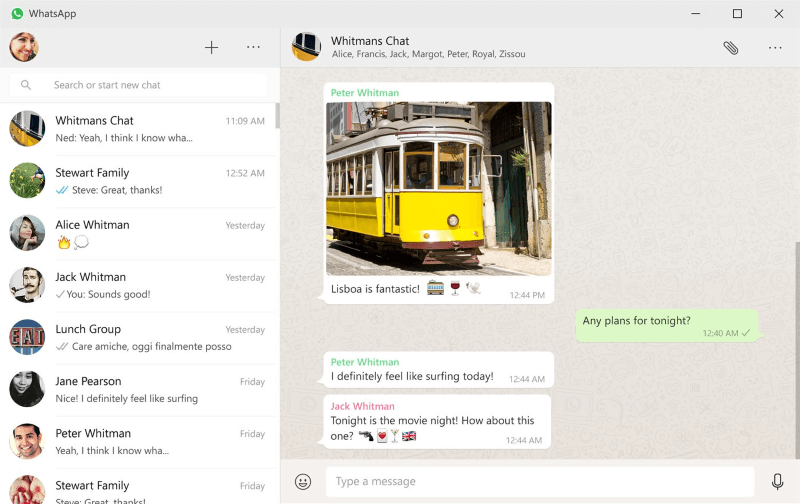 WhatsApp
Search or start new chat
Whitmans Chat
11:09 AM
Ned: Yeah, I think I know wha...
Stewart Family
12:52 AM
Steve: Great, thanks!
Alice Whitman
Yesterday
🔥💭
Jack Whitman
Yesterday
You: Sounds good!
Lunch Group
Yesterday
Care amiche, oggi finalmente posso
EAT
Jane Pearson
Friday
Nice! I definitely feel like surfing
Peter Whitman
Friday
Yeah, I think I know wha...
Stewart Family
Friday
Steve: Great, thanks!
Whitmans Chat
Alice, Francis, Jack, Margot, Peter, Royal, Zissou
Peter Whitman
Lisboa is fantastic! 🚋🍷🕊
12:44 PM
Any plans for tonight?
12:40 AM
Peter Whitman
I definitely feel like surfing today!
12:44 AM
Jack Whitman
Tonight is the movie night! How about this
one? 🔫🃏🍸🇬🇧
12:44 AM
Type a message